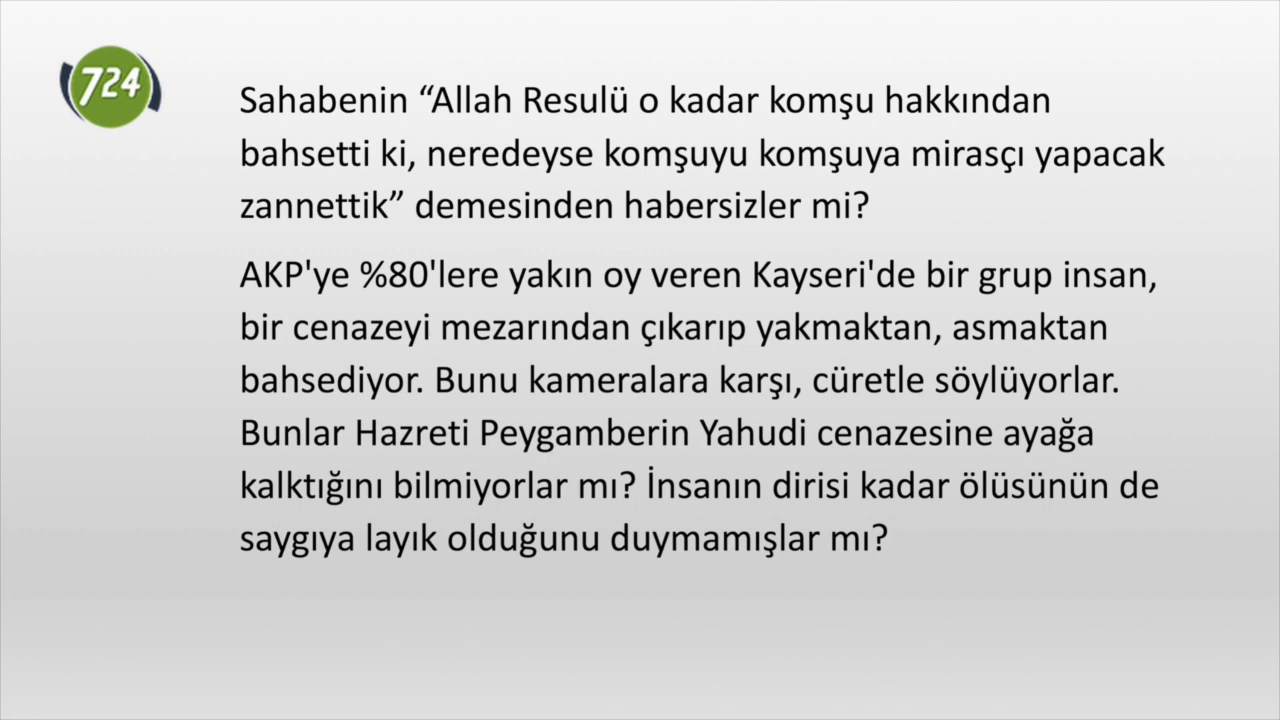 724
Sahabenin “Allah Resulü o kadar komşu hakkından
bahsetti ki, neredeyse komşuyu komşuya mirasçı yapacak
zannettik” demesinden habersizler mi?
AKP'ye %80'lere yakın oy veren Kayseri'de bir grup insan,
bir cenazeyi mezarından çıkarıp yakmaktan, asmaktan
bahsediyor. Bunu kameralara karşı, cüretle söylüyorlar.
Bunlar Hazreti Peygamberin Yahudi cenazesine ayağa
kalktığını bilmiyorlar mı? İnsanın dirisi kadar ölüsünün de
saygıya layık olduğunu duymamışlar mı?